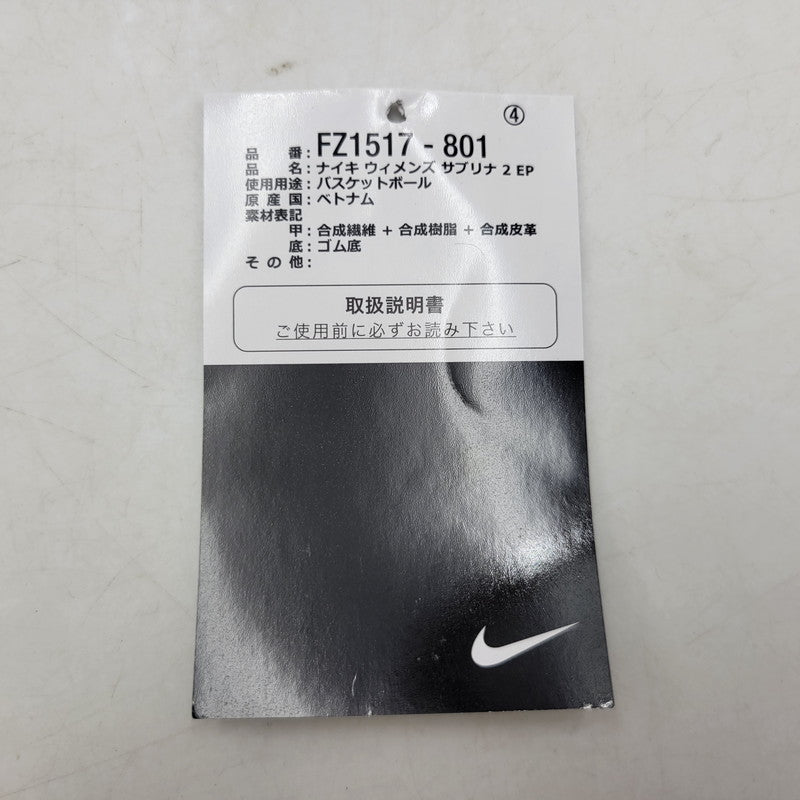 ④
品番：FZ1517 - 801
品名：ナイキ ウィメンズ サブリナ 2 EP
使用用途：バスケットボール
原産国：ベトナム
素材表記
甲：合成繊維 + 合成樹脂 + 合成皮革
底：ゴム底
その他：
取扱説明書
ご使用前に必ずお読み下さい